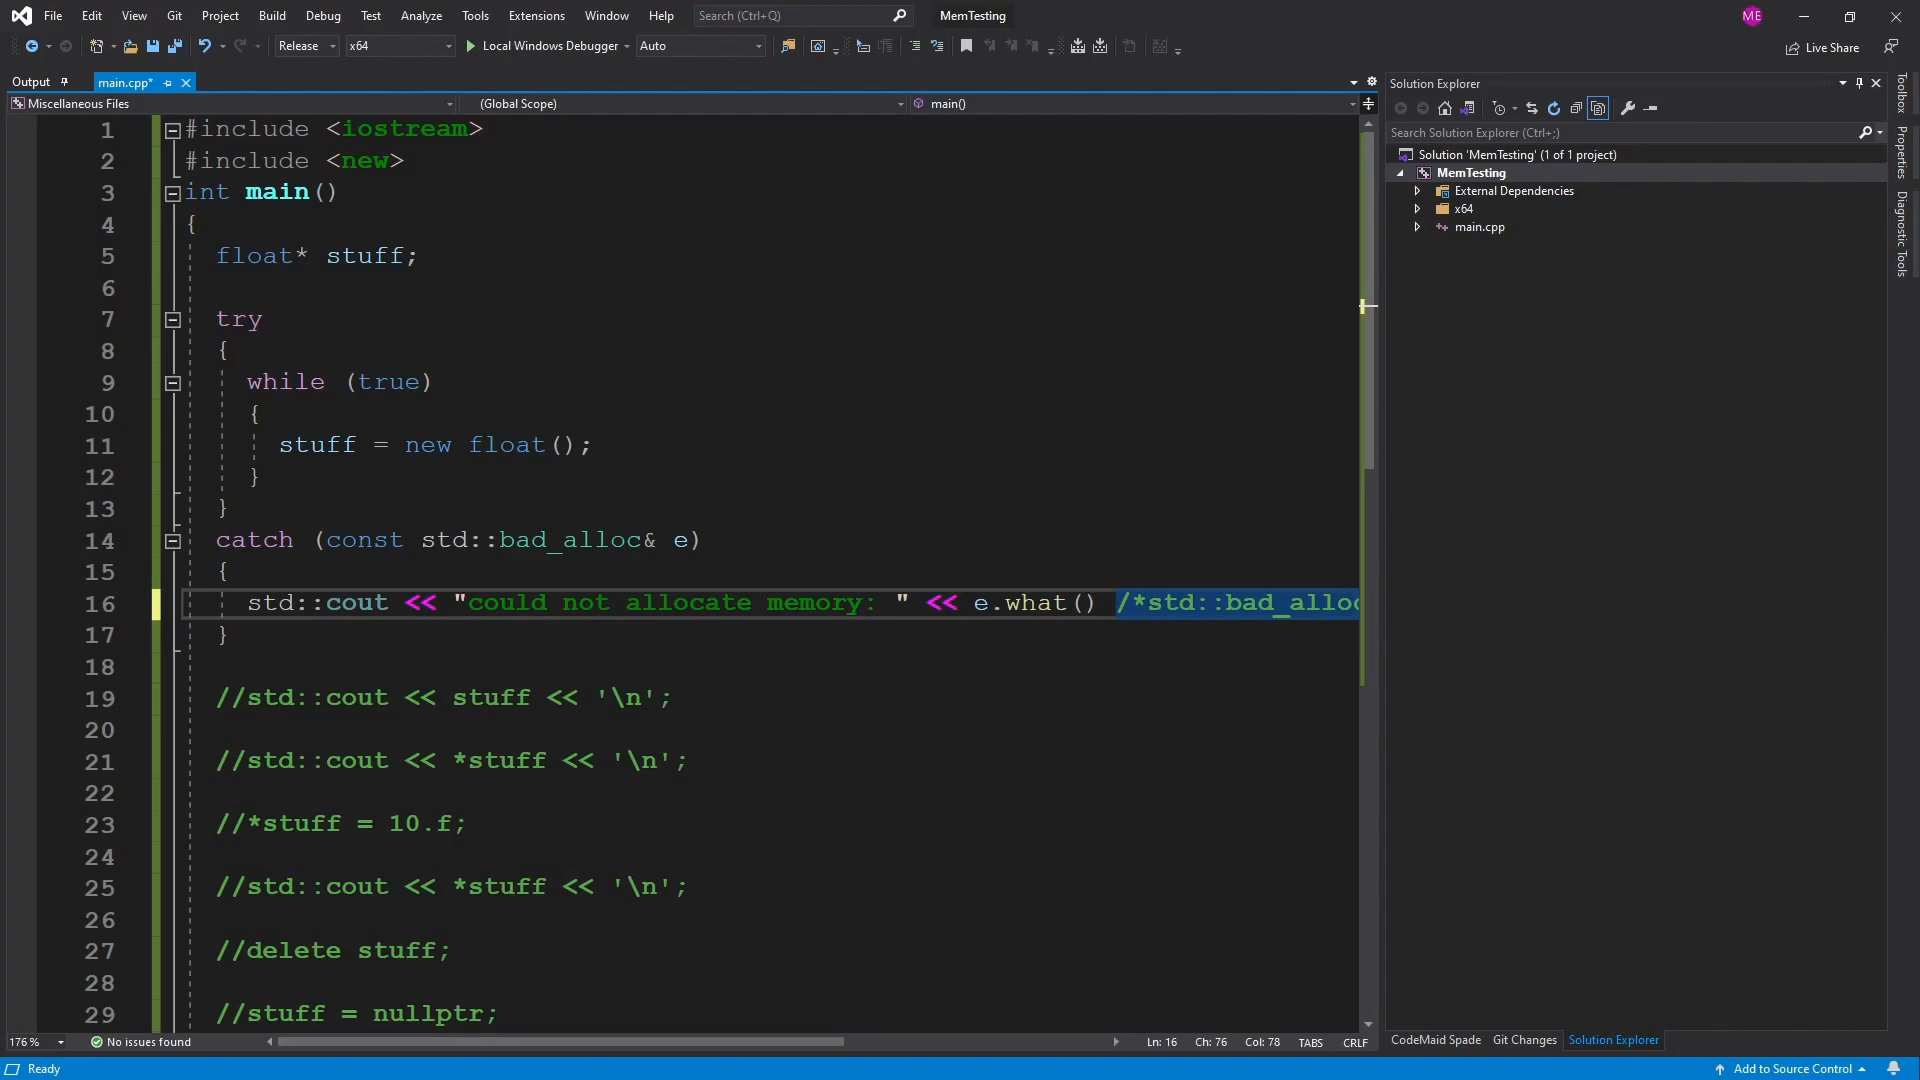 File Edit View Git Project Build Debug Test Analyze Tools Extensions Window Help Search (Ctrl+Q) MemTesting ME
Release x64 Local Windows Debugger Auto Live Share
Output main.cpp*
Miscellaneous Files (Global Scope) main()
1 #include <iostream>
2 #include <new>
3 int main()
4 {
5 float* stuff;
6
7 try
8 {
9 while (true)
10 {
11 stuff = new float();
12 }
13 }
14 catch (const std::bad_alloc& e)
15 {
16 std::cout << "could not allocate memory: " << e.what() /*std::bad_alloc
17 }
18
19 //std::cout << stuff << '\n';
20
21 //std::cout << *stuff << '\n';
22
23 //*stuff = 10.f;
24
25 //std::cout << *stuff << '\n';
26
27 //delete stuff;
28
29 //stuff = nullptr;
176 % No issues found Ln: 16 Ch: 76 Col: 78 TABS CRLF
Solution Explorer
Search Solution Explorer (Ctrl+;)
Solution 'MemTesting' (1 of 1 project)
MemTesting
External Dependencies
x64
main.cpp
CodeMaid Spade Git Changes Solution Explorer
Toolbox
Properties
Diagnostic Tools
Ready Add to Source Control